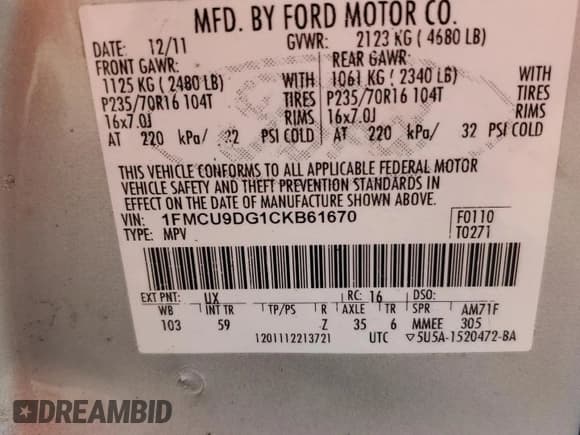 MFD. BY FORD MOTOR CO.
DATE: 12/11 GVWR: 2123 KG ( 4680 LB)
FRONT GAWR: REAR GAWR:
1125 KG ( 2480 LB) WITH 1061 KG ( 2340 LB) WITH
P235/70R16 104T TIRES P235/70R16 104T TIRES
16x7.0J RIMS 16x7.0J RIMS
AT 220 kPa/ 32 PSI COLD AT 220 kPa/ 32 PSI COLD
THIS VEHICLE CONFORMS TO ALL APPLICABLE FEDERAL MOTOR
VEHICLE SAFETY AND THEFT PREVENTION STANDARDS IN
EFFECT ON THE DATE OF MANUFACTURE SHOWN ABOVE.
VIN: 1FMCU9DG1CKB61670 F0110
TYPE: MPV T0271
EXT PNT: UX RC: 16 DSO:
WB INT TR TP/PS R AXLE TR SPR AM71F
103 59 Z 35 6 MMEE 305
1201112213721 UTC ▽5U5A-1520472-BA
DREAMBID